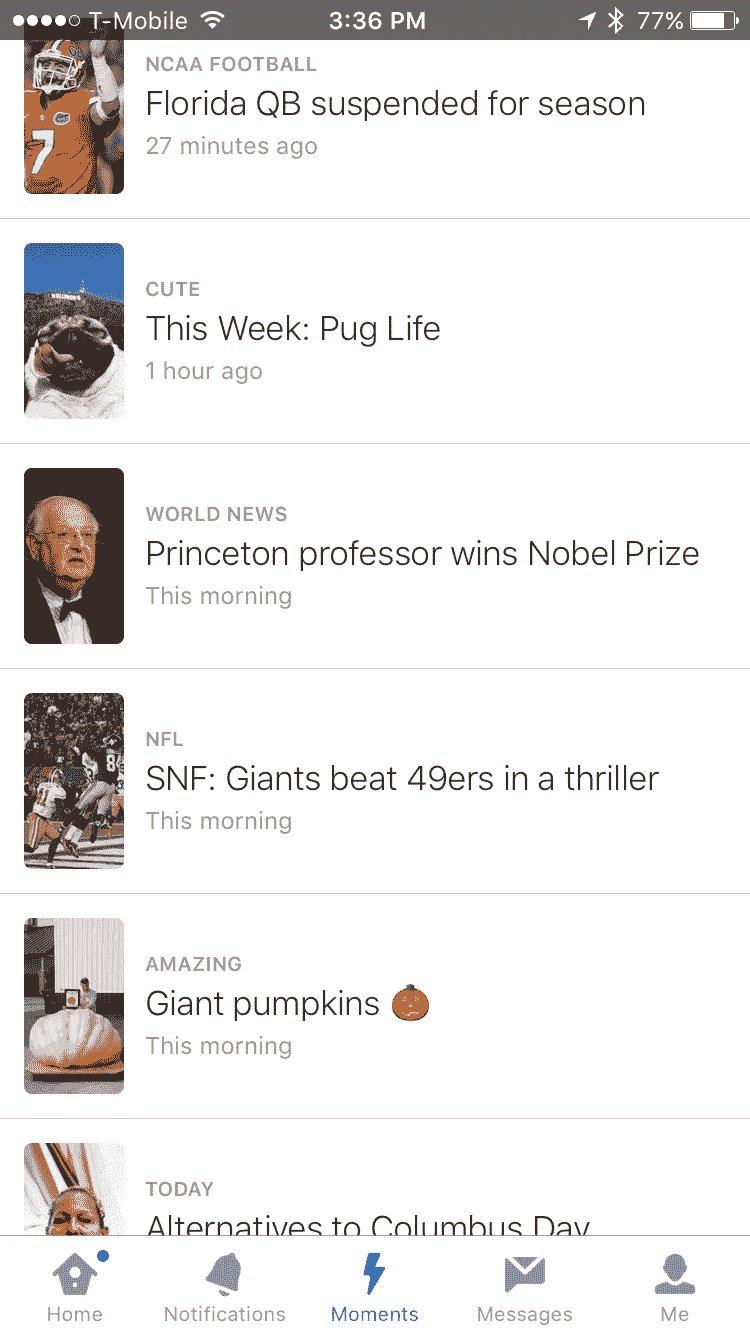 T-Mobile 3:36 PM 77%
NCAA FOOTBALL
Florida QB suspended for season
27 minutes ago
7
CUTE
This Week: Pug Life
1 hour ago
WORLD NEWS
Princeton professor wins Nobel Prize
This morning
NFL
SNF: Giants beat 49ers in a thriller
This morning
AMAZING
Giant pumpkins 🎃
This morning
TODAY
Alternatives to Columbus Day
Home Notifications Moments Messages Me